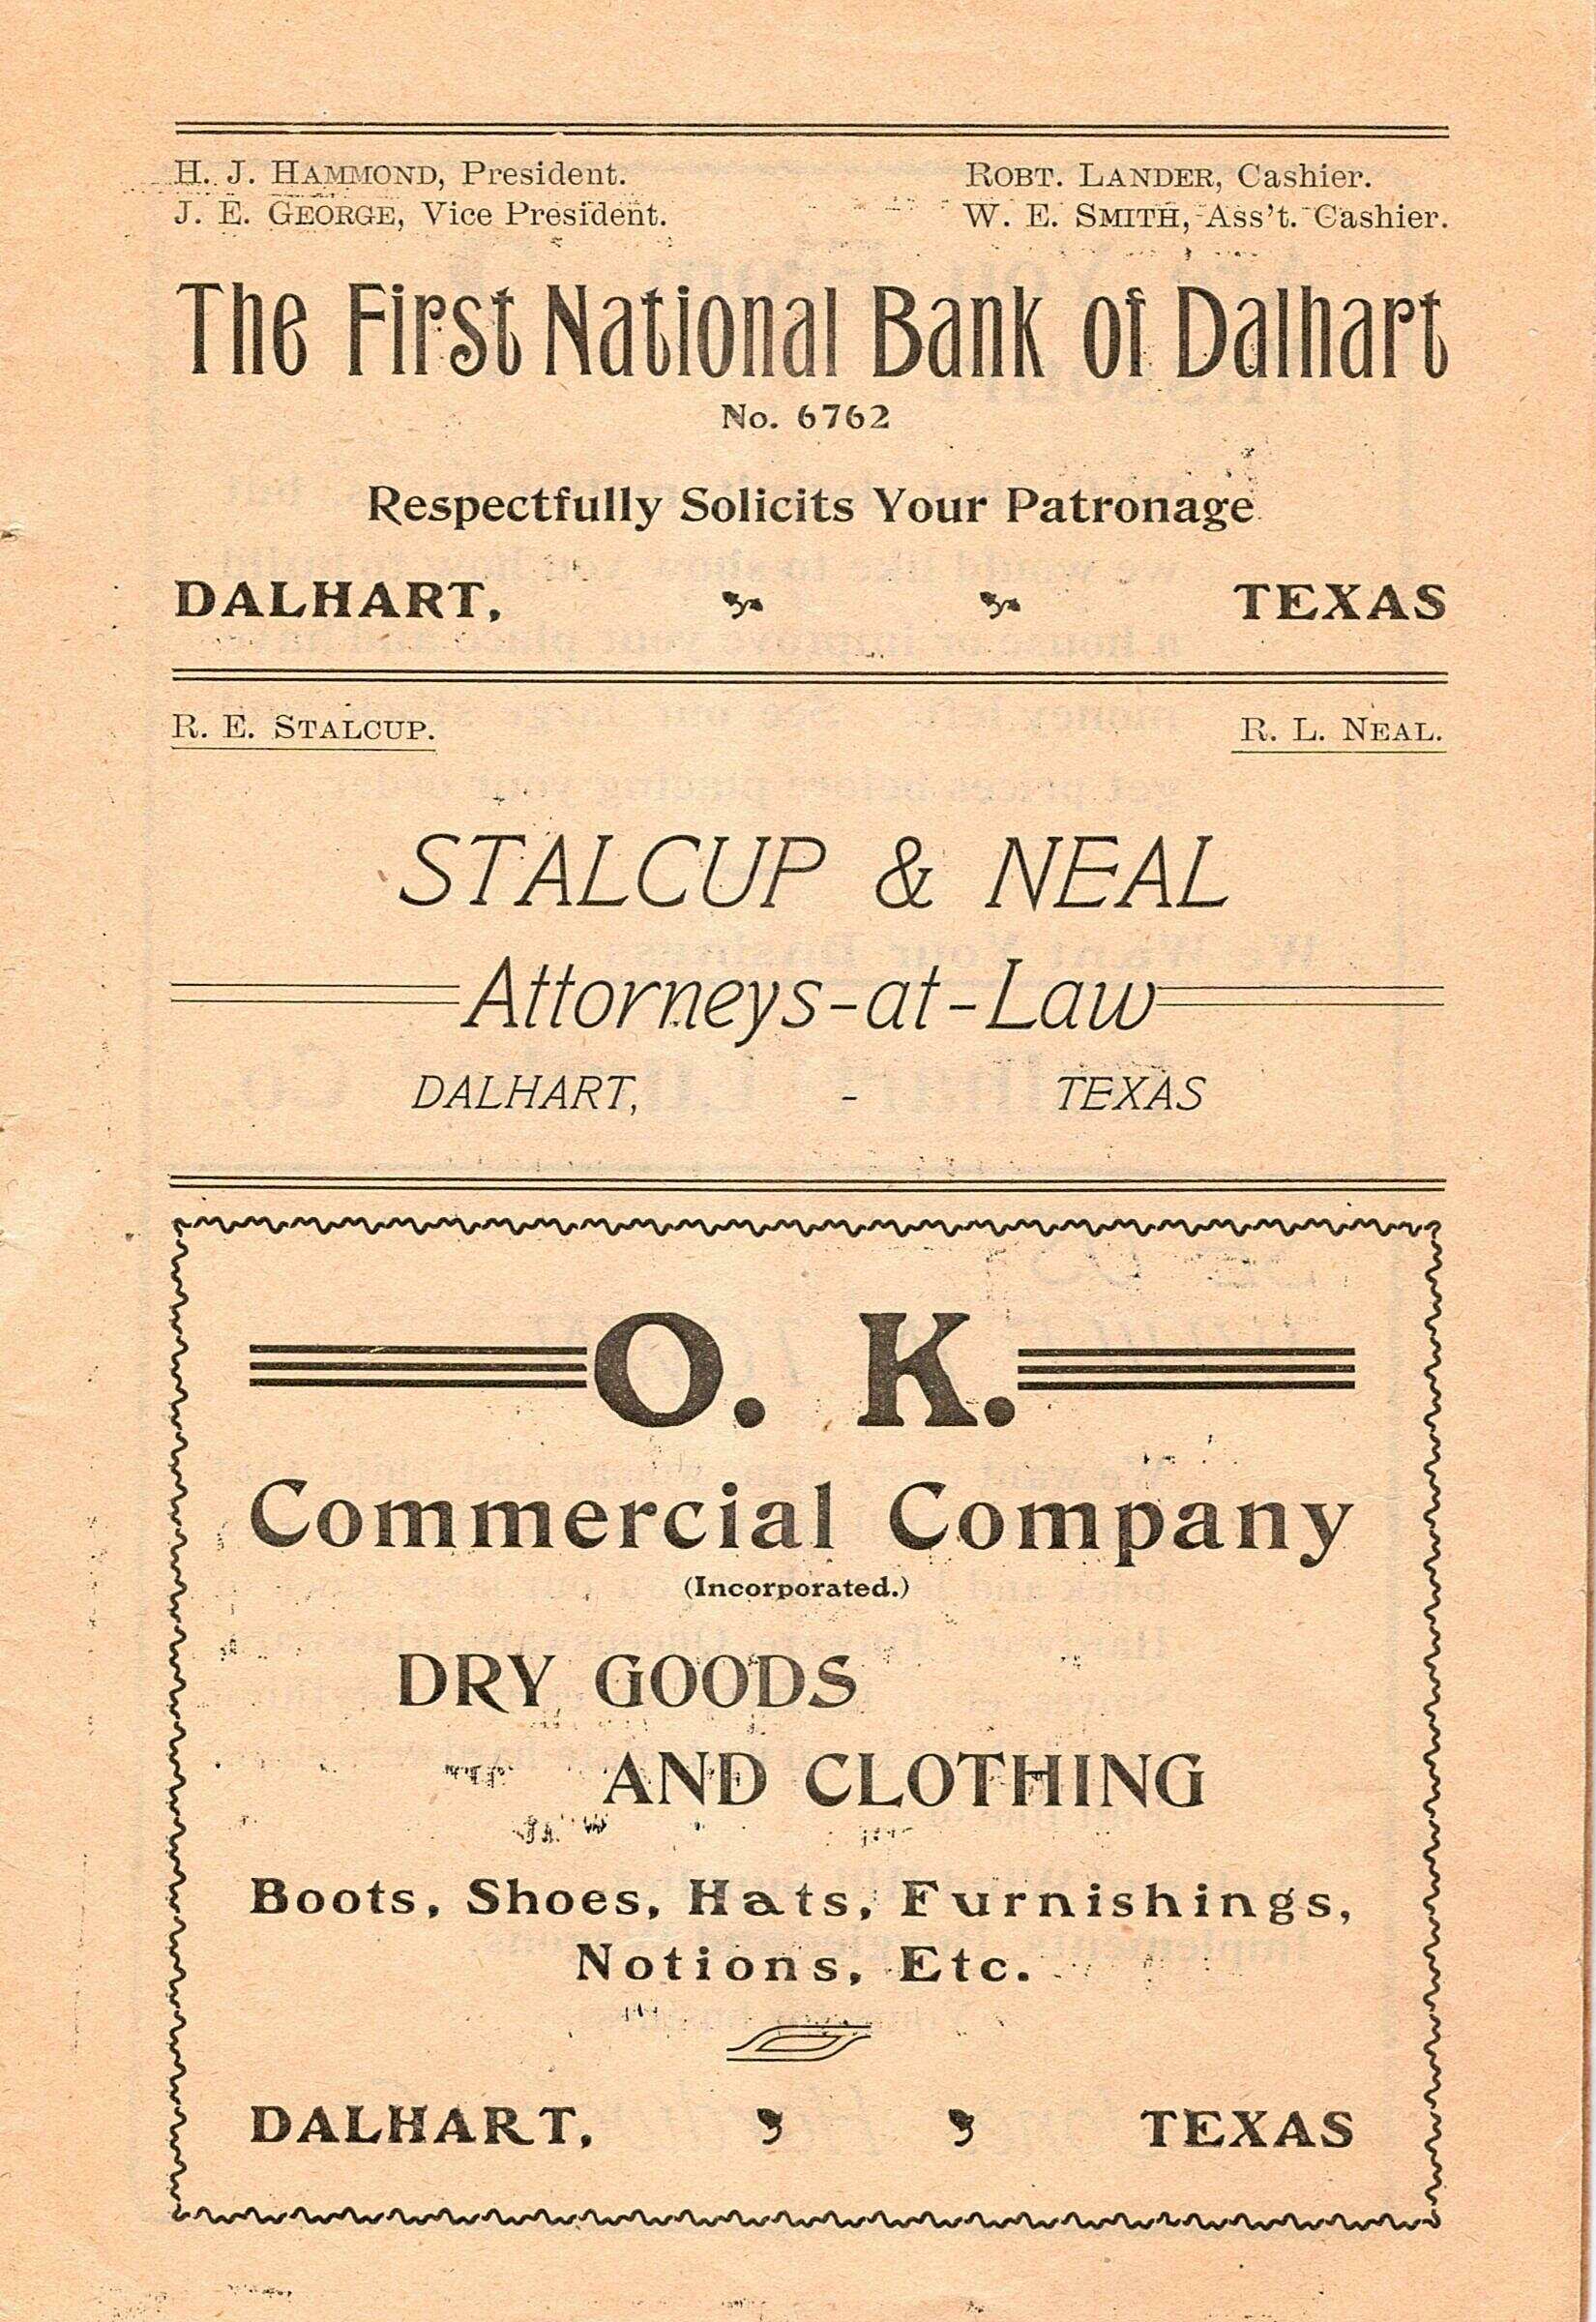 H. J. HAMMOND, President. ROBT. LANDER, Cashier.
J. E. GEORGE, Vice President. W. E. SMITH, Ass't. Cashier.
The First National Bank of Dalhart
No. 6762
Respectfully Solicits Your Patronage
DALHART, TEXAS
R. E. STALCUP. R. L. NEAL.
STALCUP & NEAL
Attorneys-at-Law
DALHART, - TEXAS
O. K.
Commercial Company
(Incorporated.)
DRY GOODS
AND CLOTHING
Boots, Shoes, Hats, Furnishings,
Notions, Etc.
DALHART, TEXAS